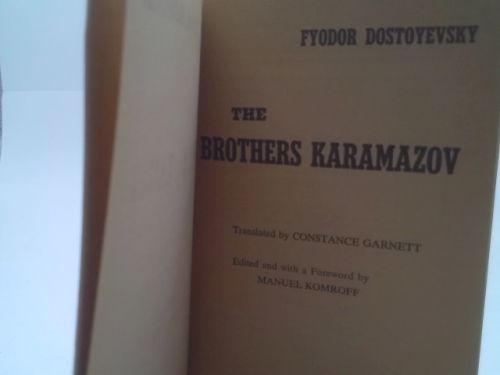 FYODOR DOSTOYEVSKY
THE
BROTHERS KARAMAZOV
Translated by CONSTANCE GARNETT
Edited and with a Foreword by
MANUEL KOMROFF